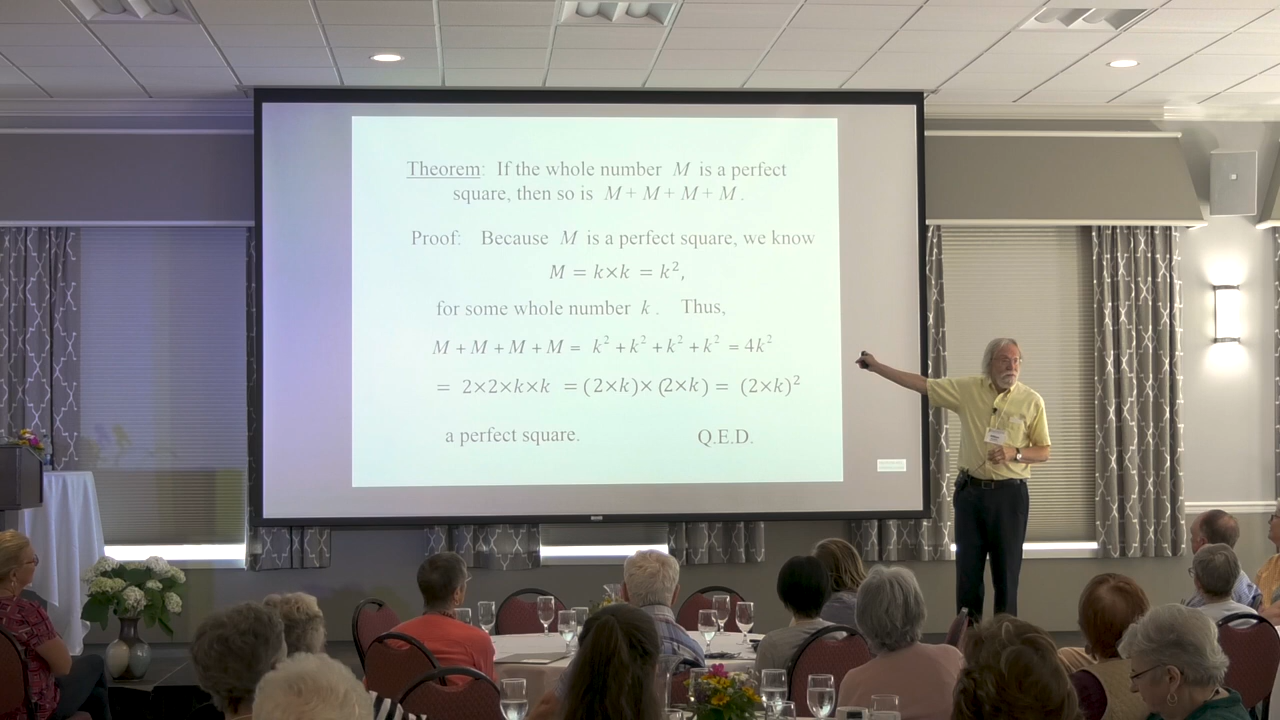 Theorem: If the whole number M is a perfect
square, then so is M + M + M + M .
Proof: Because M is a perfect square, we know
M = k×k = k²,
for some whole number k . Thus,
M + M + M + M = k² + k² + k² + k² = 4k²
= 2×2×k×k = (2×k)× (2×k) = (2×k)²
a perfect square. Q.E.D.